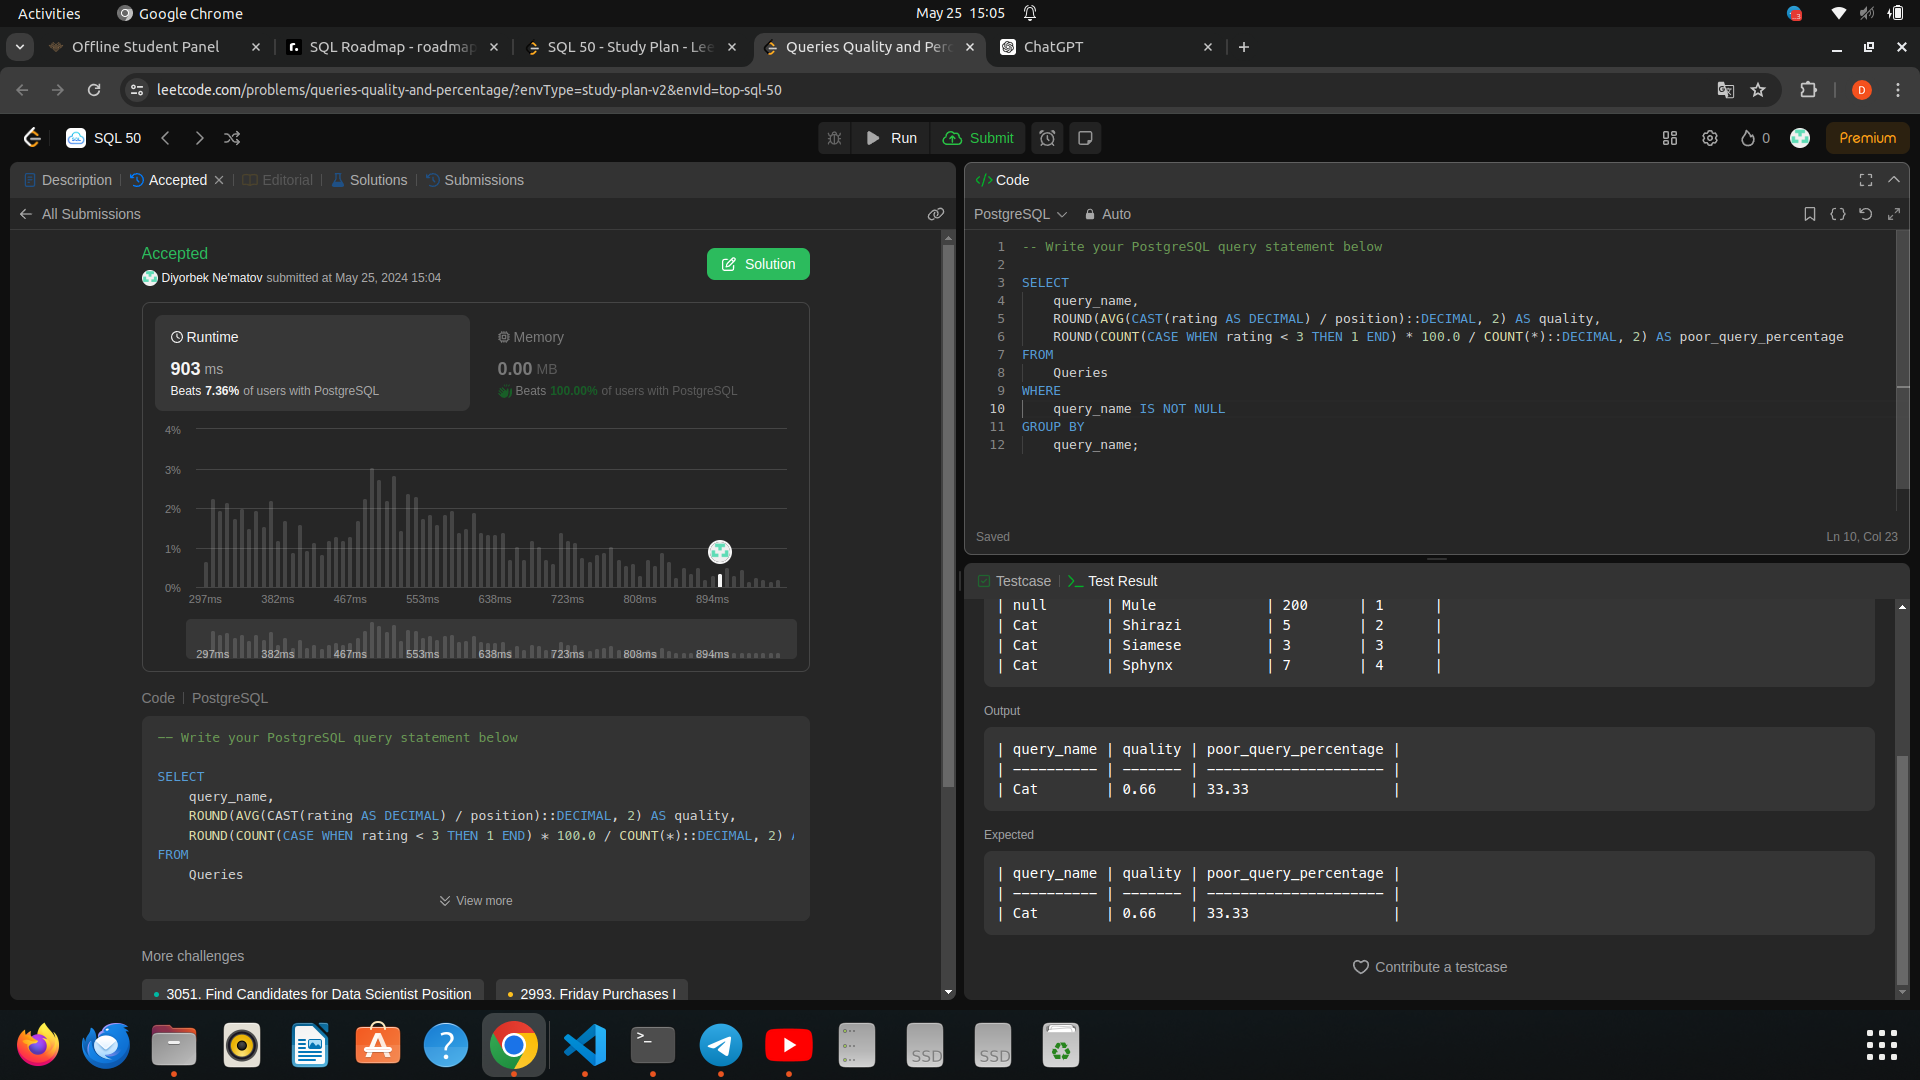 Activities
Google Chrome
May 25 15:05
Offline Student Panel
SQL Roadmap - roadmap
SQL 50 - Study Plan - Lee
Queries Quality and Perc
ChatGPT
leetcode.com/problems/queries-quality-and-percentage/?envType=study-plan-v2&envId=top-sql-50
D
SQL 50
Run
Submit
0
Premium
Description
Accepted
Editorial
Solutions
Submissions
All Submissions
Accepted
Diyorbek Ne'matov submitted at May 25, 2024 15:04
Solution
Runtime
903 ms
Beats 7.36% of users with PostgreSQL
Memory
0.00 MB
Beats 100.00% of users with PostgreSQL
4%
3%
2%
1%
0%
297ms 382ms 467ms 553ms 638ms 723ms 808ms 894ms
297ms 382ms 467ms 553ms 638ms 723ms 808ms 894ms
Code | PostgreSQL
-- Write your PostgreSQL query statement below
SELECT
query_name,
ROUND(AVG(CAST(rating AS DECIMAL) / position)::DECIMAL, 2) AS quality,
ROUND(COUNT(CASE WHEN rating < 3 THEN 1 END) * 100.0 / COUNT(*)::DECIMAL, 2)
FROM
Queries
View more
More challenges
3051. Find Candidates for Data Scientist Position
2993. Friday Purchases I
</> Code
PostgreSQL
Auto
1 -- Write your PostgreSQL query statement below
2
3 SELECT
4 query_name,
5 ROUND(AVG(CAST(rating AS DECIMAL) / position)::DECIMAL, 2) AS quality,
6 ROUND(COUNT(CASE WHEN rating < 3 THEN 1 END) * 100.0 / COUNT(*)::DECIMAL, 2) AS poor_query_percentage
7 FROM
8 Queries
9 WHERE
10 query_name IS NOT NULL
11 GROUP BY
12 query_name;
Saved
Ln 10, Col 23
Testcase
Test Result
| null | Mule | 200 | 1 |
| Cat | Shirazi | 5 | 2 |
| Cat | Siamese | 3 | 3 |
| Cat | Sphynx | 7 | 4 |
Output
| query_name | quality | poor_query_percentage |
| ---------- | ------- | --------------------- |
| Cat | 0.66 | 33.33 |
Expected
| query_name | quality | poor_query_percentage |
| ---------- | ------- | --------------------- |
| Cat | 0.66 | 33.33 |
Contribute a testcase
SSD
SSD